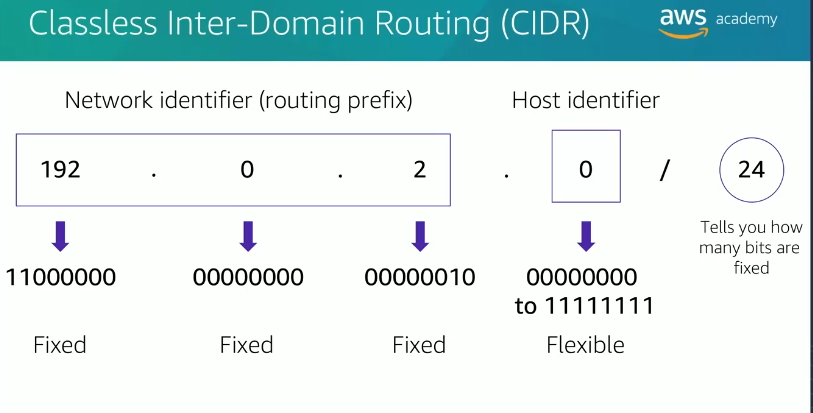 Classless Inter-Domain Routing (CIDR)
aws academy
Network identifier (routing prefix)
Host identifier
192 . 0 . 2 . 0 / 24
Tells you how
many bits are
fixed
11000000 00000000 00000010 00000000
to 11111111
Fixed Fixed Fixed Flexible